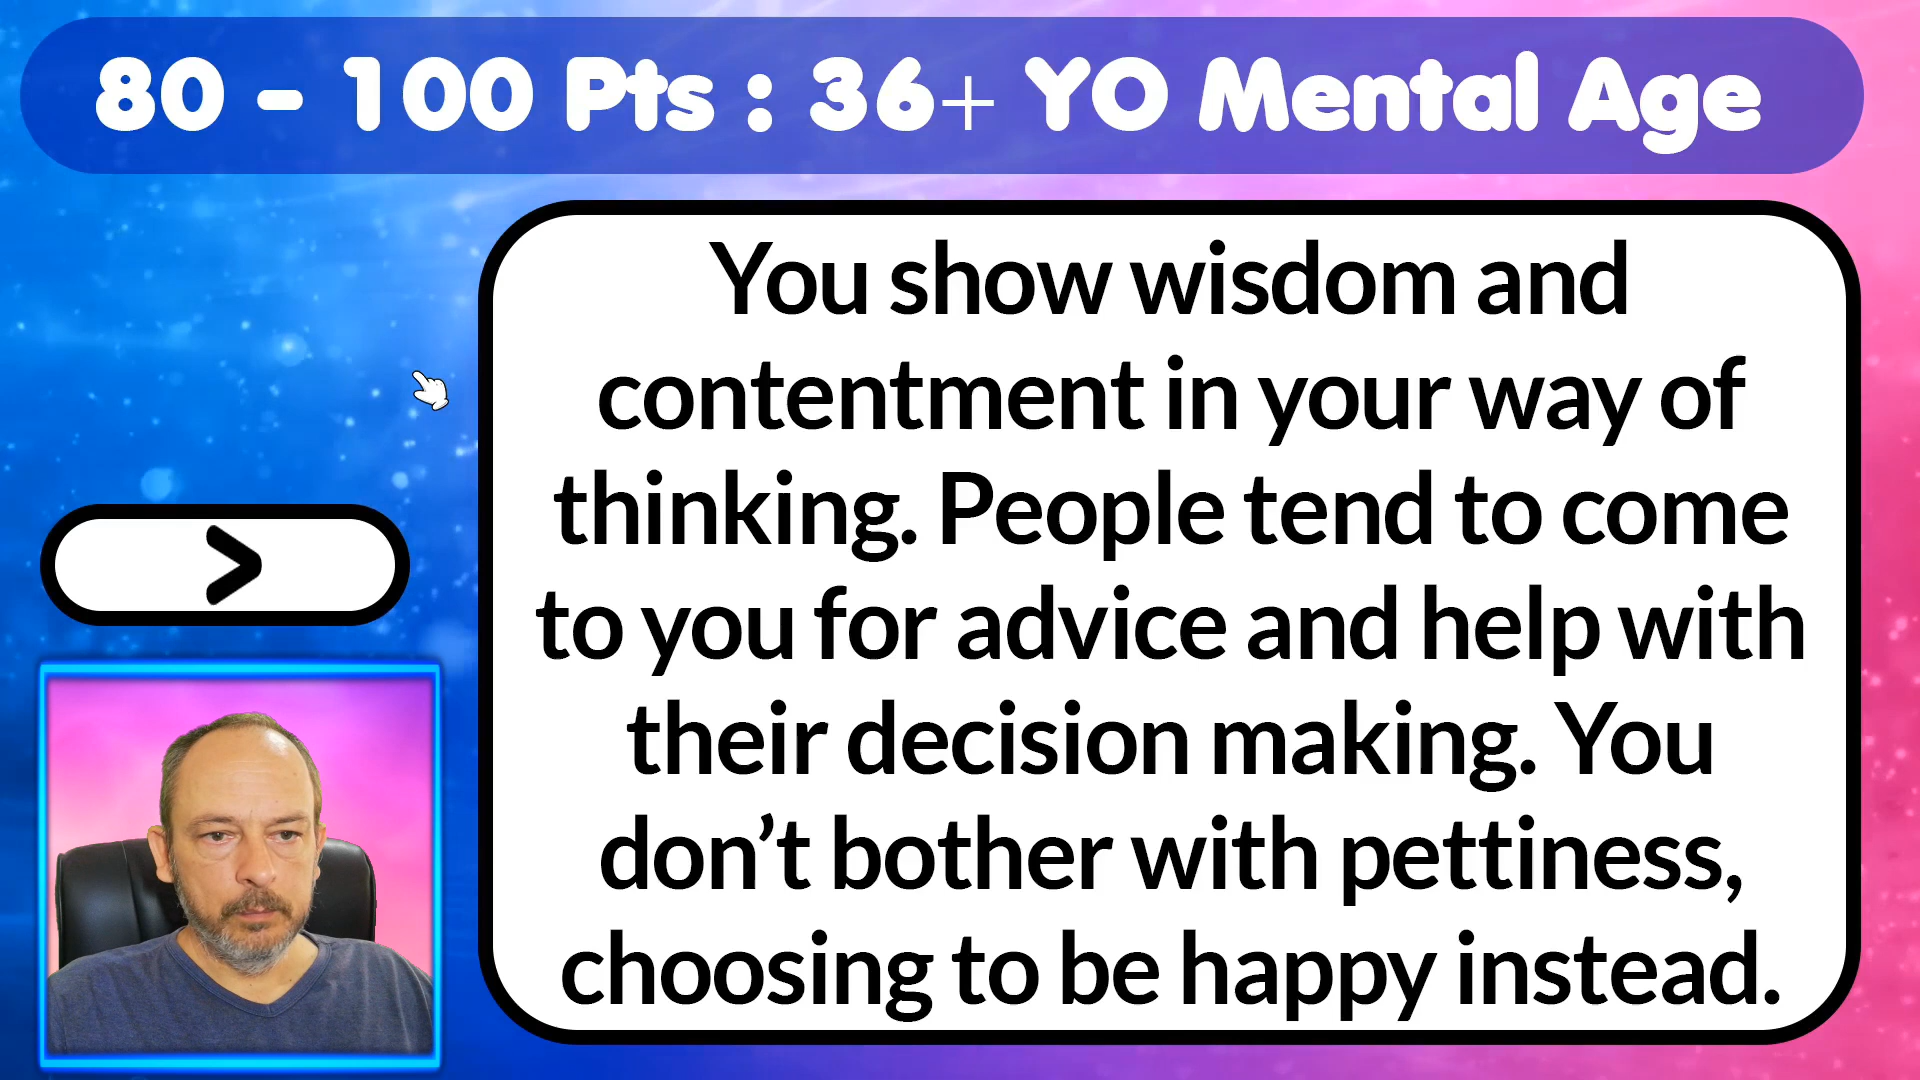 80 - 100 Pts : 36+ YO Mental Age
You show wisdom and
contentment in your way of
thinking. People tend to come
to you for advice and help with
their decision making. You
don’t bother with pettiness,
choosing to be happy instead.
>